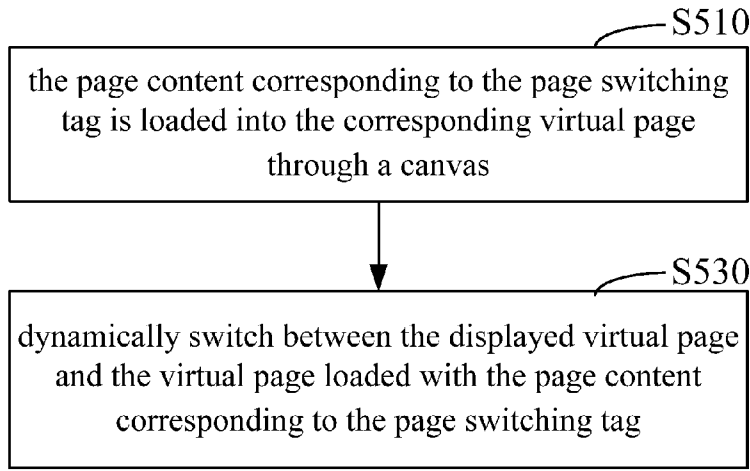 S510
the page content corresponding to the page switching
tag is loaded into the corresponding virtual page
through a canvas
S530
dynamically switch between the displayed virtual page
and the virtual page loaded with the page content
corresponding to the page switching tag